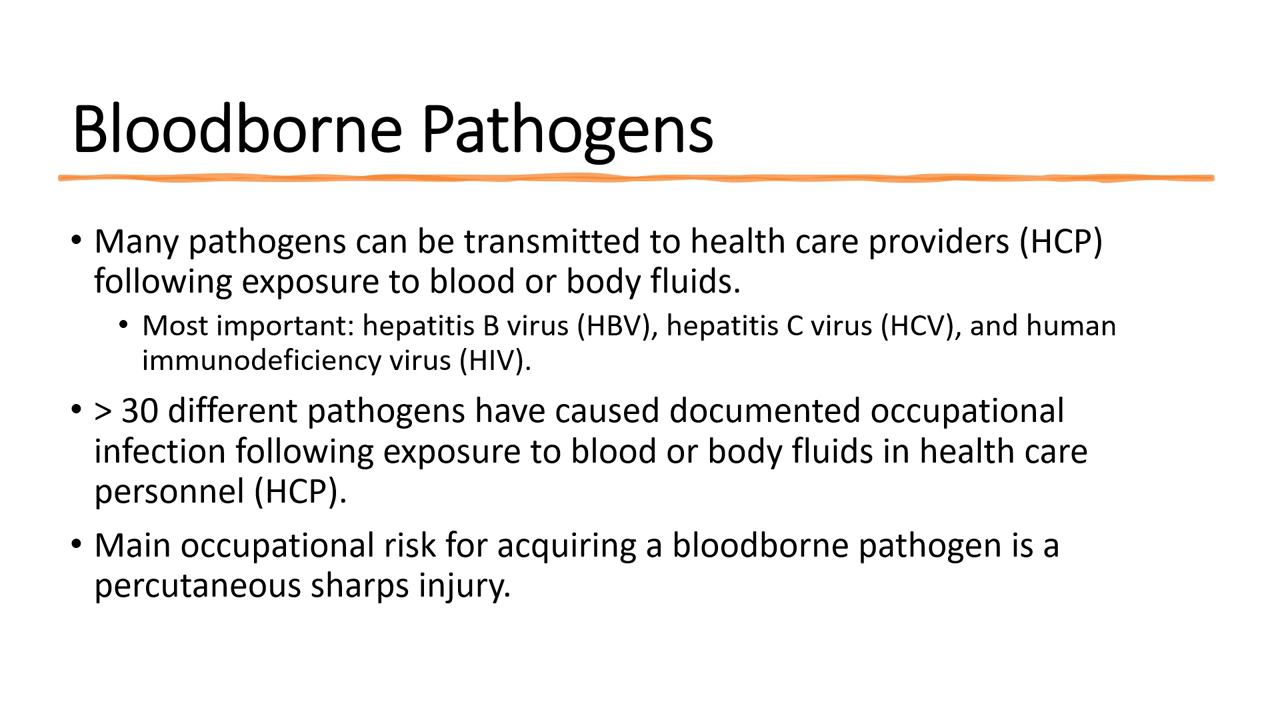 Bloodborne Pathogens
• Many pathogens can be transmitted to health care providers (HCP)
following exposure to blood or body fluids.
• Most important: hepatitis B virus (HBV), hepatitis C virus (HCV), and human
immunodeficiency virus (HIV).
• > 30 different pathogens have caused documented occupational
infection following exposure to blood or body fluids in health care
personnel (HCP).
• Main occupational risk for acquiring a bloodborne pathogen is a
percutaneous sharps injury.